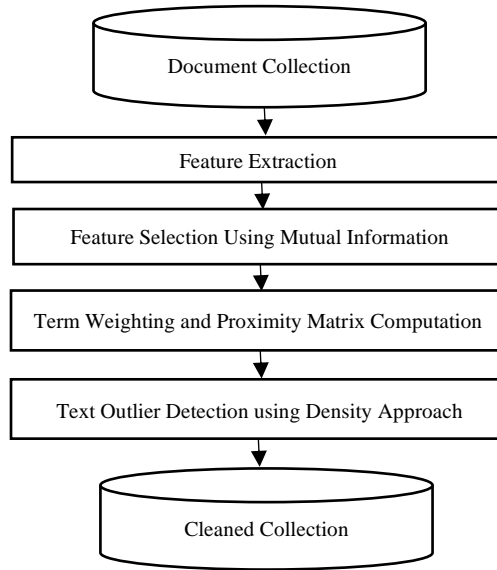 Document Collection
Feature Extraction
Feature Selection Using Mutual Information
Term Weighting and Proximity Matrix Computation
Text Outlier Detection using Density Approach
Cleaned Collection